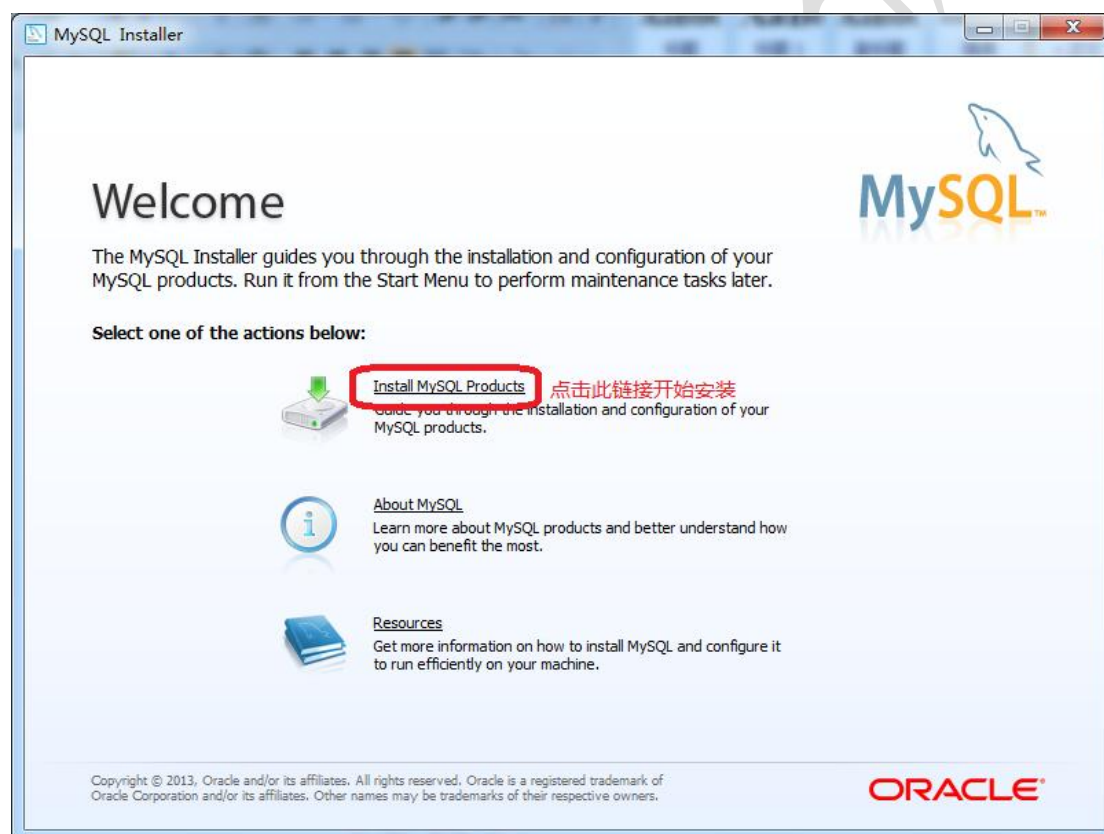 MySQL Installer
MySQL™
Welcome
The MySQL Installer guides you through the installation and configuration of your
MySQL products. Run it from the Start Menu to perform maintenance tasks later.
Select one of the actions below:
Install MySQL Products 点击此链接开始安装
Guide you through the installation and configuration of your
MySQL products.
About MySQL
Learn more about MySQL products and better understand how
you can benefit the most.
Resources
Get more information on how to install MySQL and configure it
to run efficiently on your machine.
Copyright © 2013, Oracle and/or its affiliates. All rights reserved. Oracle is a registered trademark of
Oracle Corporation and/or its affiliates. Other names may be trademarks of their respective owners.
ORACLE®